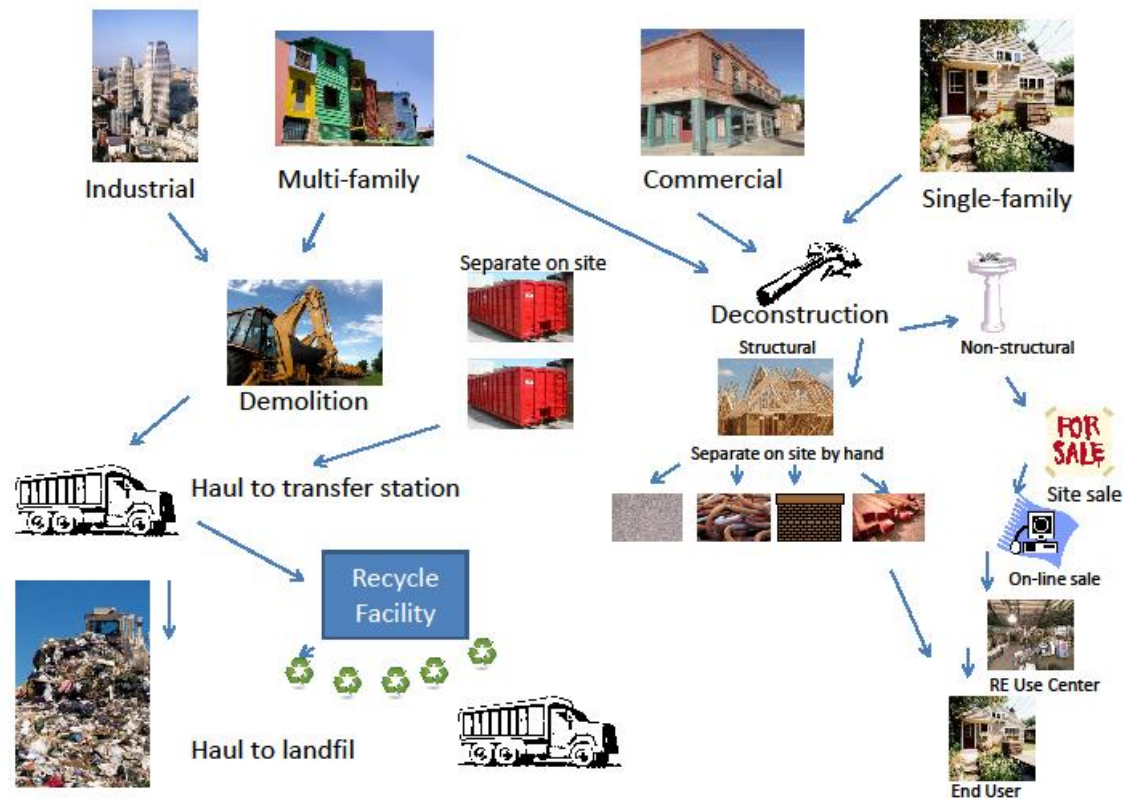 Industrial
Multi-family
Commercial
Single-family
Separate on site
Deconstruction
Structural
Non-structural
Demolition
FOR
SALE
Separate on site by hand
Haul to transfer station
Site sale
Recycle
Facility
On-line sale
RE Use Center
Haul to landfil
End User